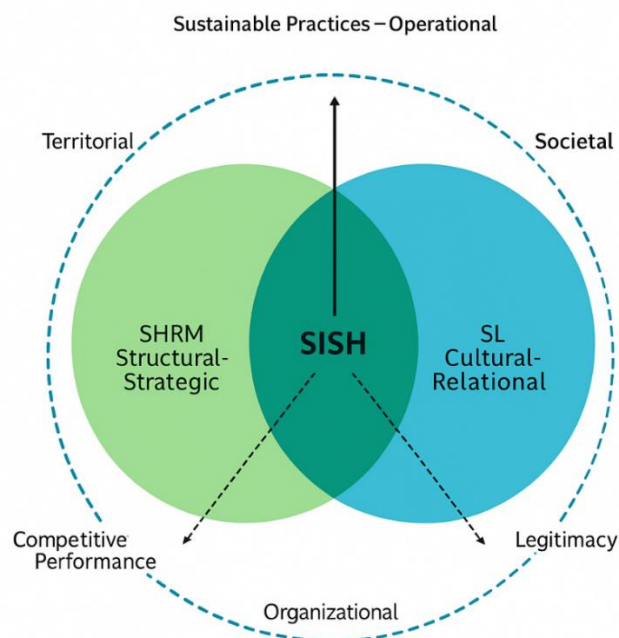 Sustainable Practices – Operational
Territorial
Societal
SHRM
Structural-
Strategic
SISH
SL
Cultural-
Relational
Competitive
Performance
Legitimacy
Organizational